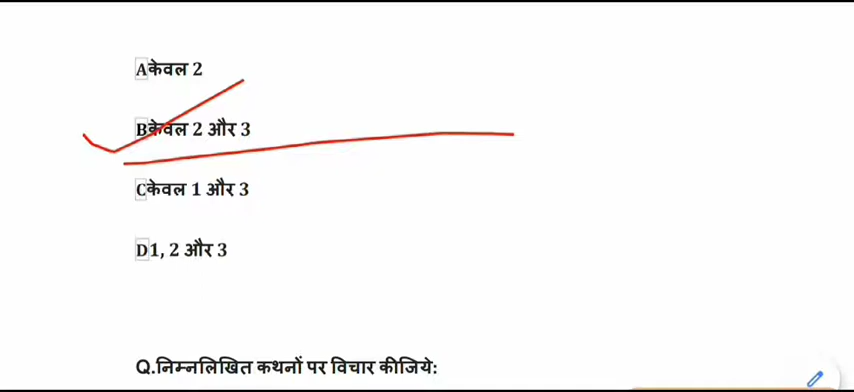 Aकेवल 2
Bकेवल 2 और 3
Cकेवल 1 और 3
D1, 2 और 3
Q.निम्नलिखित कथनों पर विचार कीजिये: